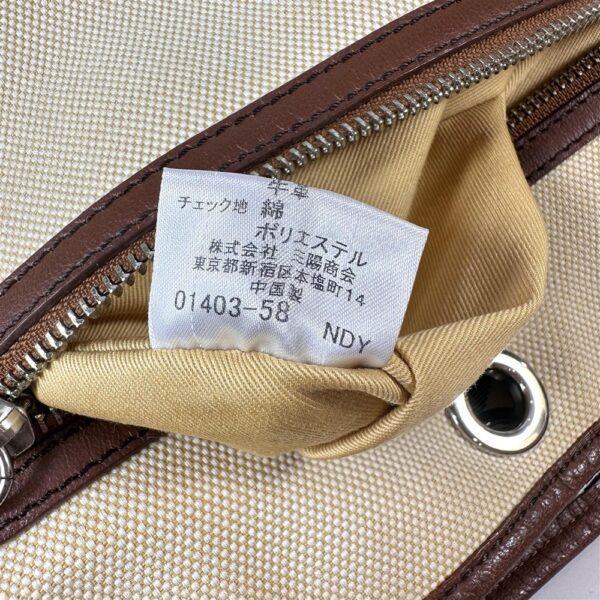 牛革
チェック地 綿
ポリエステル
株式会社 三陽商会
東京都新宿区本塩町14
中国製
01403-58 NDY